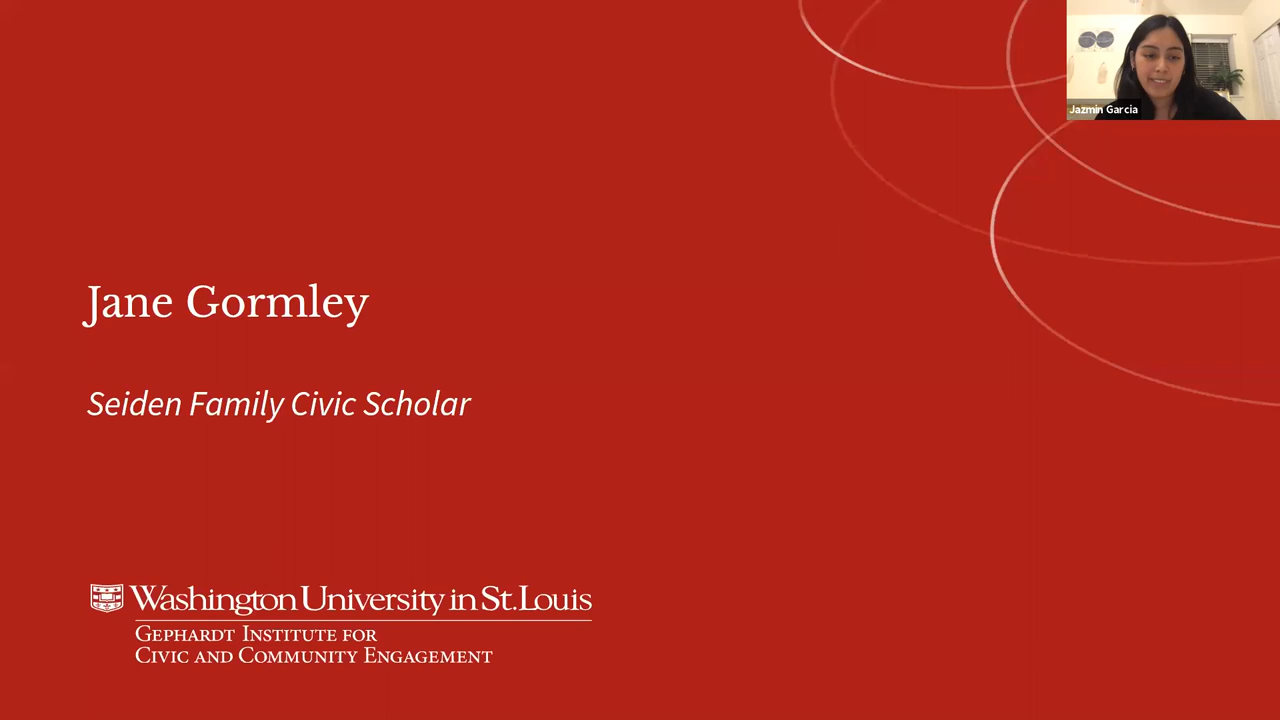 Jazmin Garcia
Jane Gormley
Seiden Family Civic Scholar
Washington University in St. Louis
Gephardt Institute for
Civic and Community Engagement